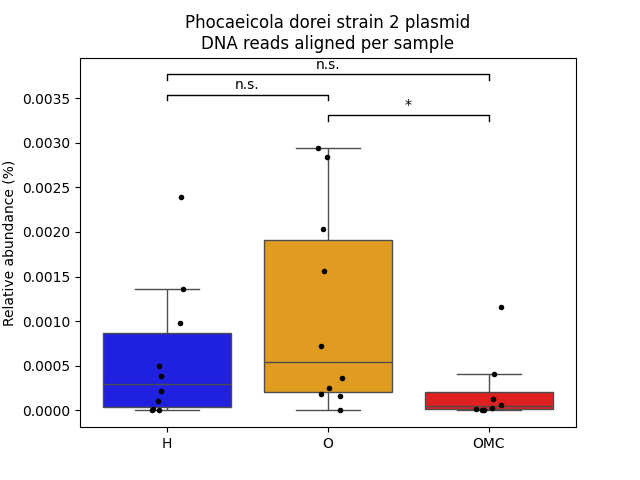 Phocaeicola dorei strain 2 plasmid
DNA reads aligned per sample
n.s.
n.s.
*
Relative abundance (%)
0.0035
0.0030
0.0025
0.0020
0.0015
0.0010
0.0005
0.0000
H
O
OMC